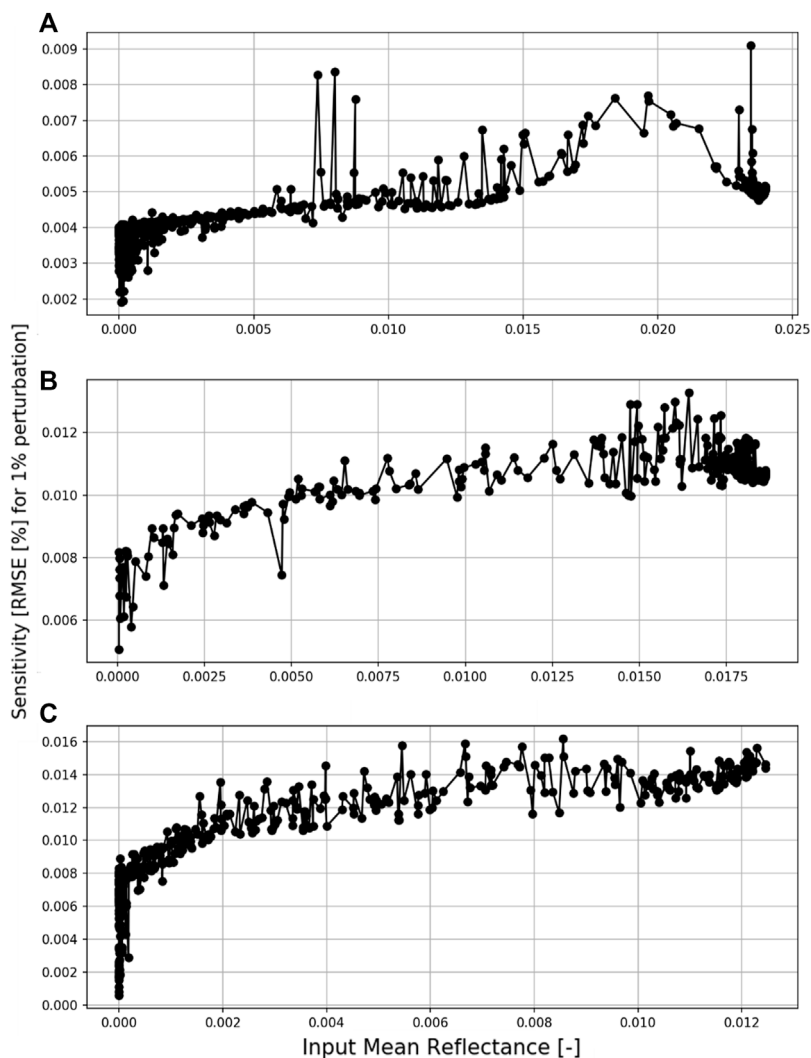 A
0.009
0.008
0.007
0.006
0.005
0.004
0.003
0.002
0.000 0.005 0.010 0.015 0.020 0.025
B
0.012
0.010
0.008
0.006
0.0000 0.0025 0.0050 0.0075 0.0100 0.0125 0.0150 0.0175
Sensitivity [RMSE [%] for 1% perturbation]
C
0.016
0.014
0.012
0.010
0.008
0.006
0.004
0.002
0.000
0.000 0.002 0.004 0.006 0.008 0.010 0.012
Input Mean Reflectance [-]